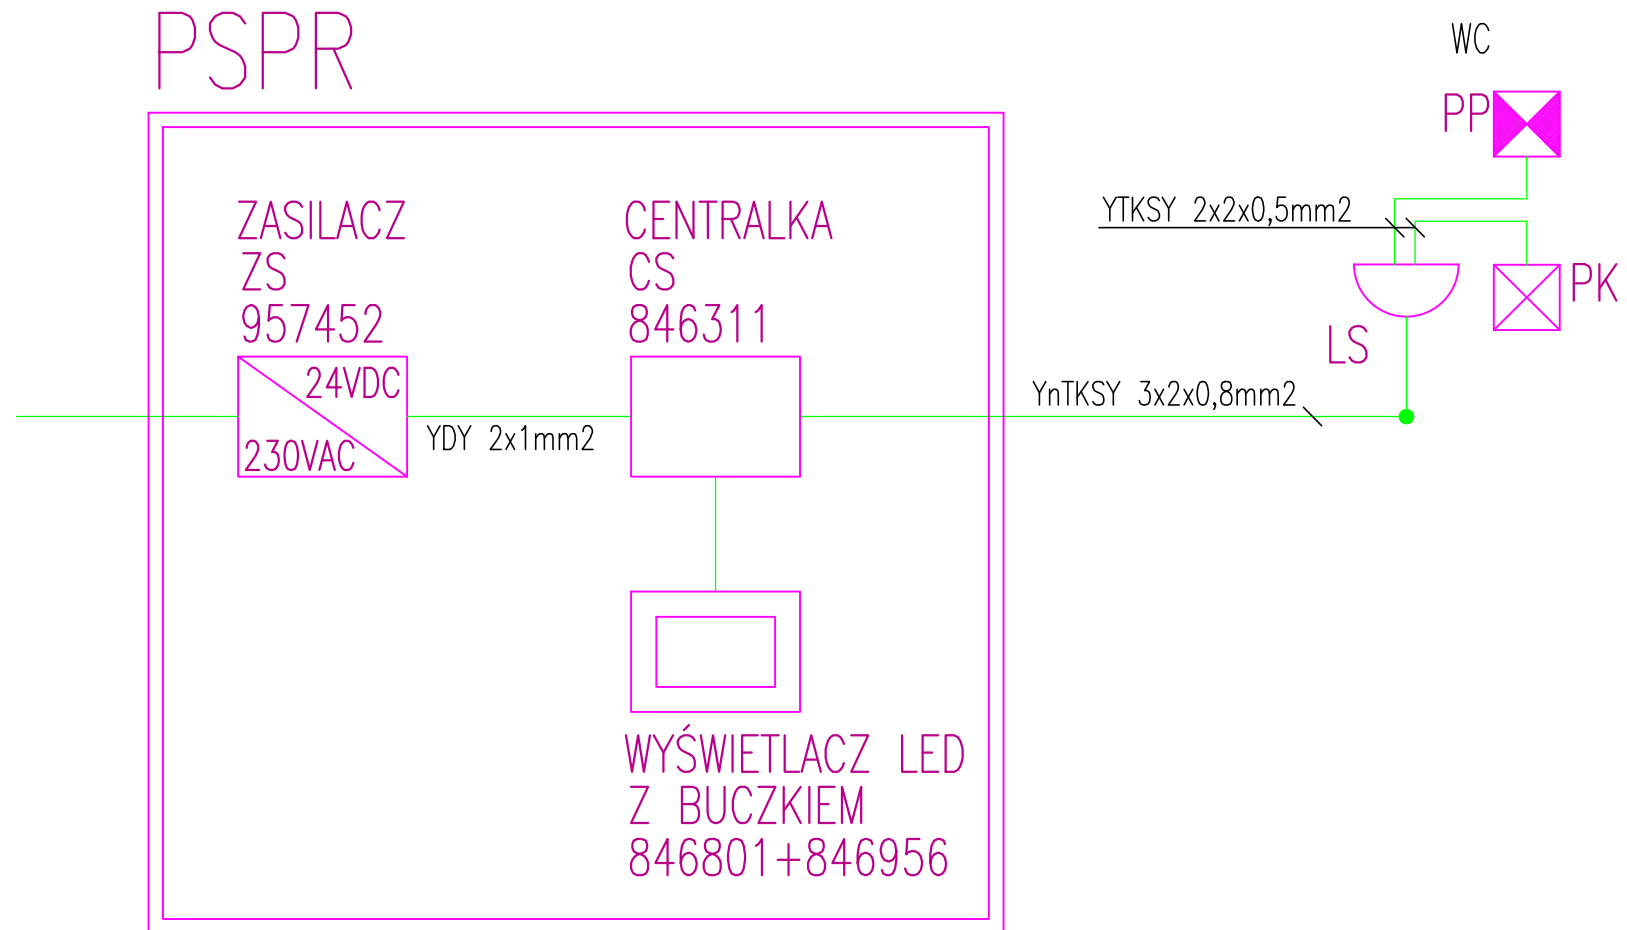 PSPR
WC
PP
ZASILACZ
ZS
957452
CENTRALKA
CS
846311
YTKSY 2x2x0,5mm2
PK
LS
24VDC
230VAC
YDY 2x1mm2
YnTKSY 3x2x0,8mm2
WYŚWIETLACZ LED
Z BUCZKIEM
846801+846956